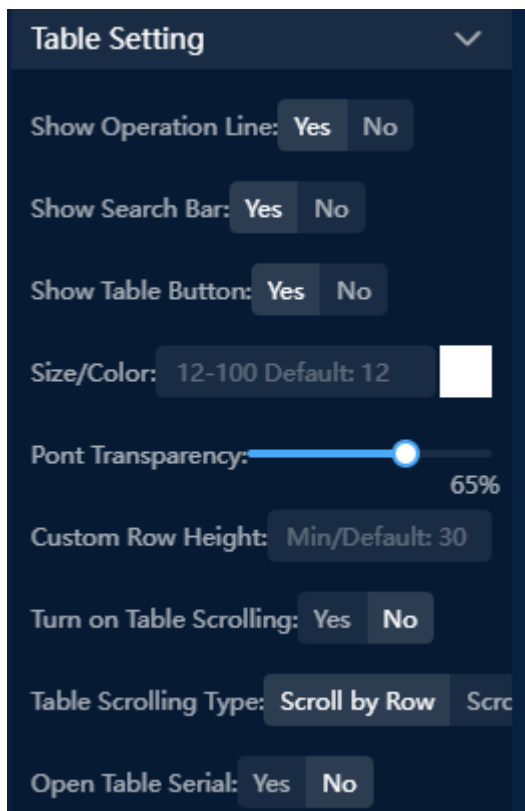 Table Setting
Show Operation Line: Yes No
Show Search Bar: Yes No
Show Table Button: Yes No
Size/Color: 12-100 Default: 12
Pont Transparency:
65%
Custom Row Height: Min/Default: 30
Turn on Table Scrolling: Yes No
Table Scrolling Type: Scroll by Row
Open Table Serial: Yes No